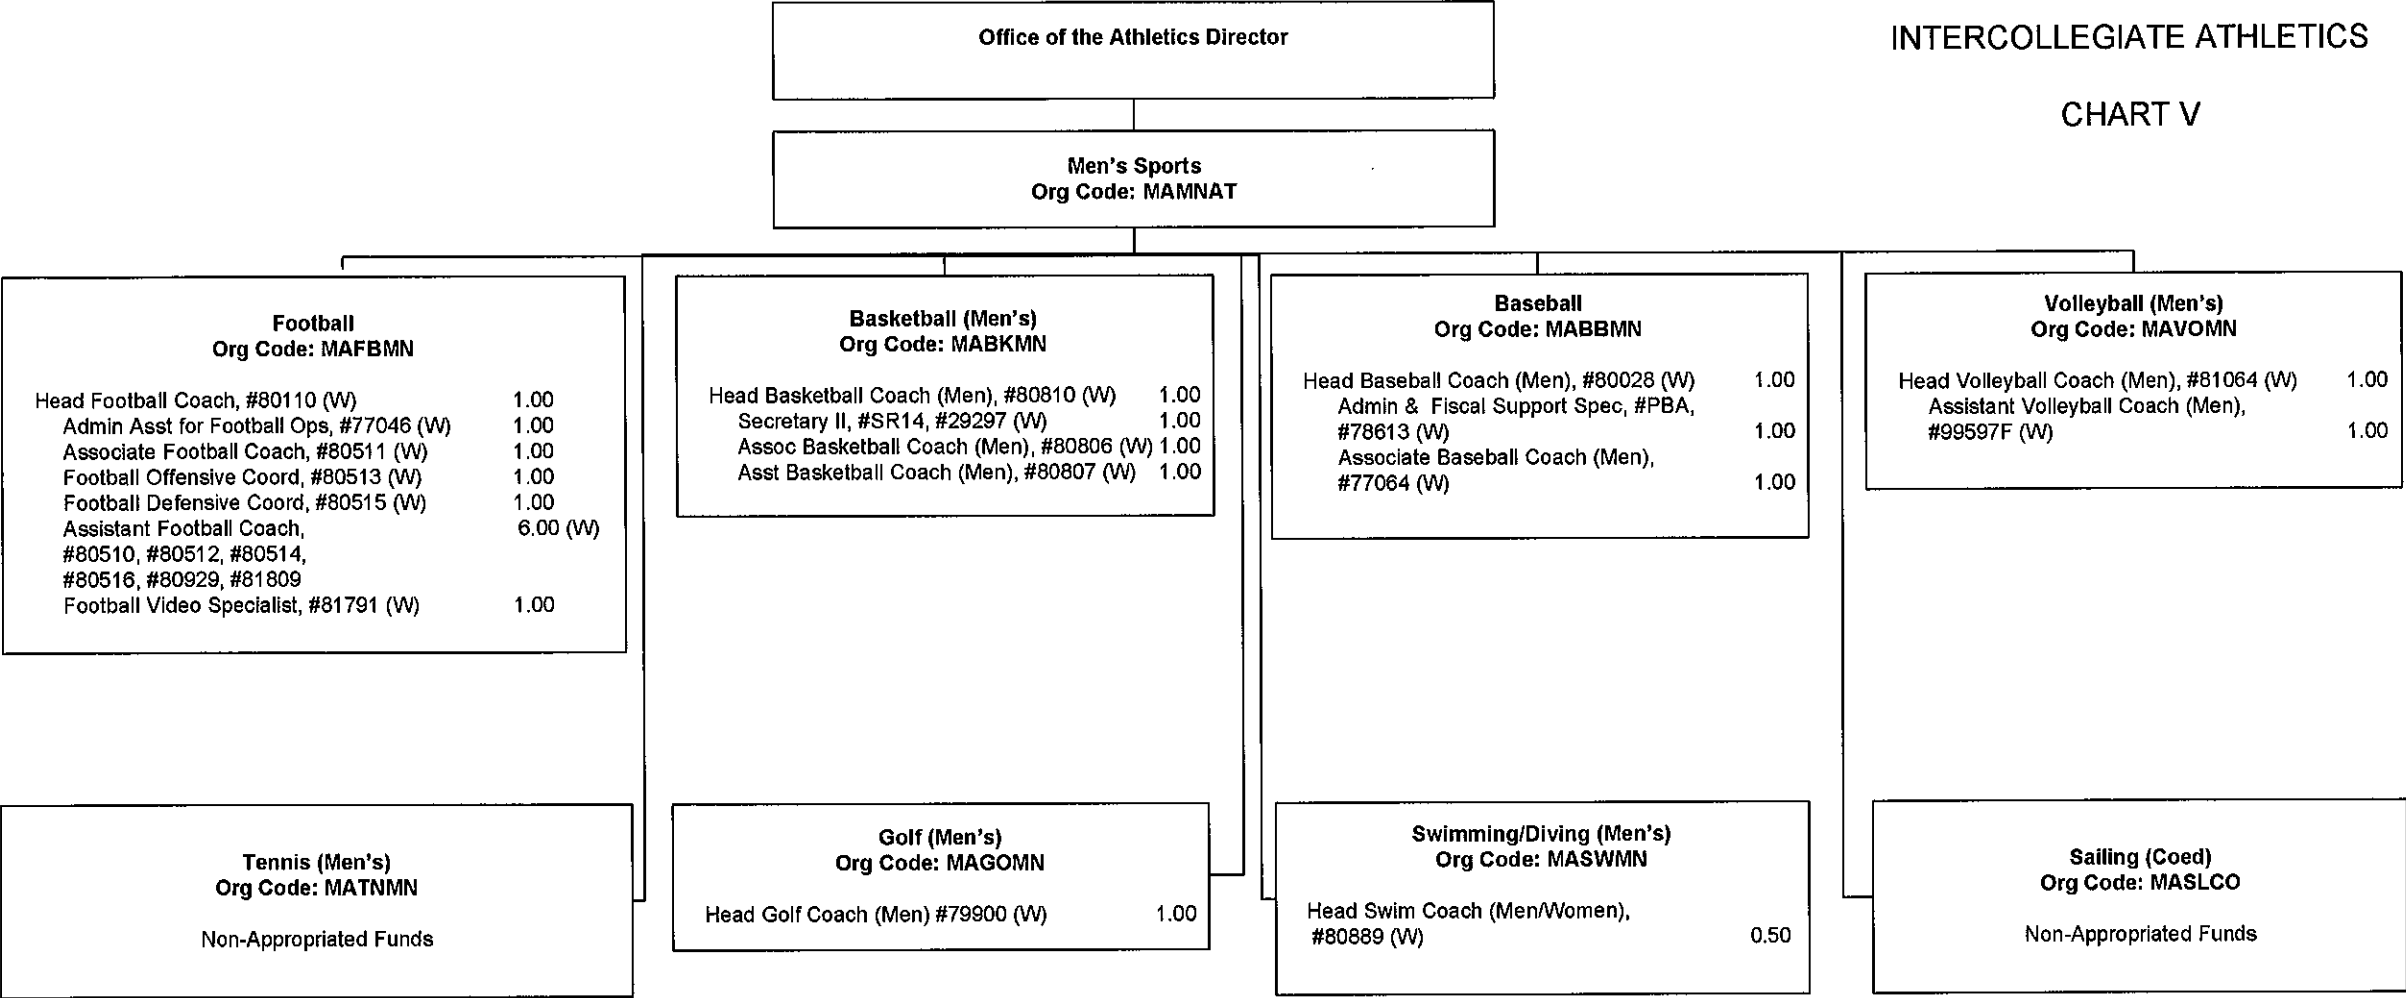 Office of the Athletics Director
INTERCOLLEGIATE ATHLETICS
CHART V
Men's Sports
Org Code: MAMNAT
Football
Org Code: MAFBMN
Head Football Coach, #80110 (W) 1.00
Admin Asst for Football Ops, #77046 (W) 1.00
Associate Football Coach, #80511 (W) 1.00
Football Offensive Coord, #80513 (W) 1.00
Football Defensive Coord, #80515 (W) 1.00
Assistant Football Coach, 6.00 (W)
#80510, #80512, #80514,
#80516, #80929, #81809
Football Video Specialist, #81791 (W) 1.00
Basketball (Men's)
Org Code: MABKMN
Head Basketball Coach (Men), #80810 (W) 1.00
Secretary II, #SR14, #29297 (W) 1.00
Assoc Basketball Coach (Men), #80806 (W) 1.00
Asst Basketball Coach (Men), #80807 (W) 1.00
Baseball
Org Code: MABBMN
Head Baseball Coach (Men), #80028 (W) 1.00
Admin & Fiscal Support Spec, #PBA,
#78613 (W) 1.00
Associate Baseball Coach (Men),
#77064 (W) 1.00
Volleyball (Men's)
Org Code: MAVOMN
Head Volleyball Coach (Men), #81064 (W) 1.00
Assistant Volleyball Coach (Men),
#99597F (W) 1.00
Tennis (Men's)
Org Code: MATNMN
Non-Appropriated Funds
Golf (Men's)
Org Code: MAGOMN
Head Golf Coach (Men) #79900 (W) 1.00
Swimming/Diving (Men's)
Org Code: MASWMN
Head Swim Coach (Men/Women),
#80889 (W) 0.50
Sailing (Coed)
Org Code: MASLCO
Non-Appropriated Funds